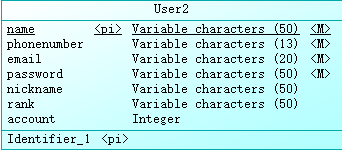 User2
name <pi> Variable characters (50) <M>
phonenumber Variable characters (13) <M>
email Variable characters (20) <M>
password Variable characters (50) <M>
nickname Variable characters (50)
rank Variable characters (50)
account Integer
Identifier_1 <pi>